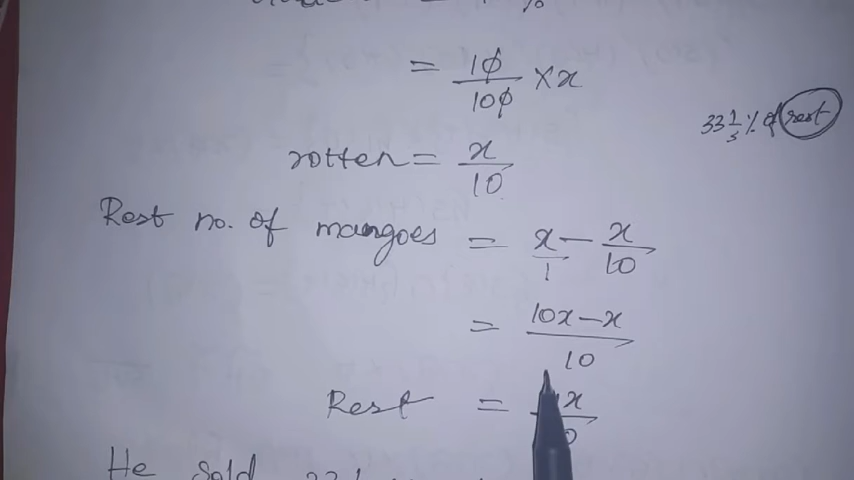 %
= 10/100 × x
33 1/3 % of rest
rotten = x/10
Rest no. of mangoes = x/1 − x/10
= (10x − x)/10
Rest =
He sold